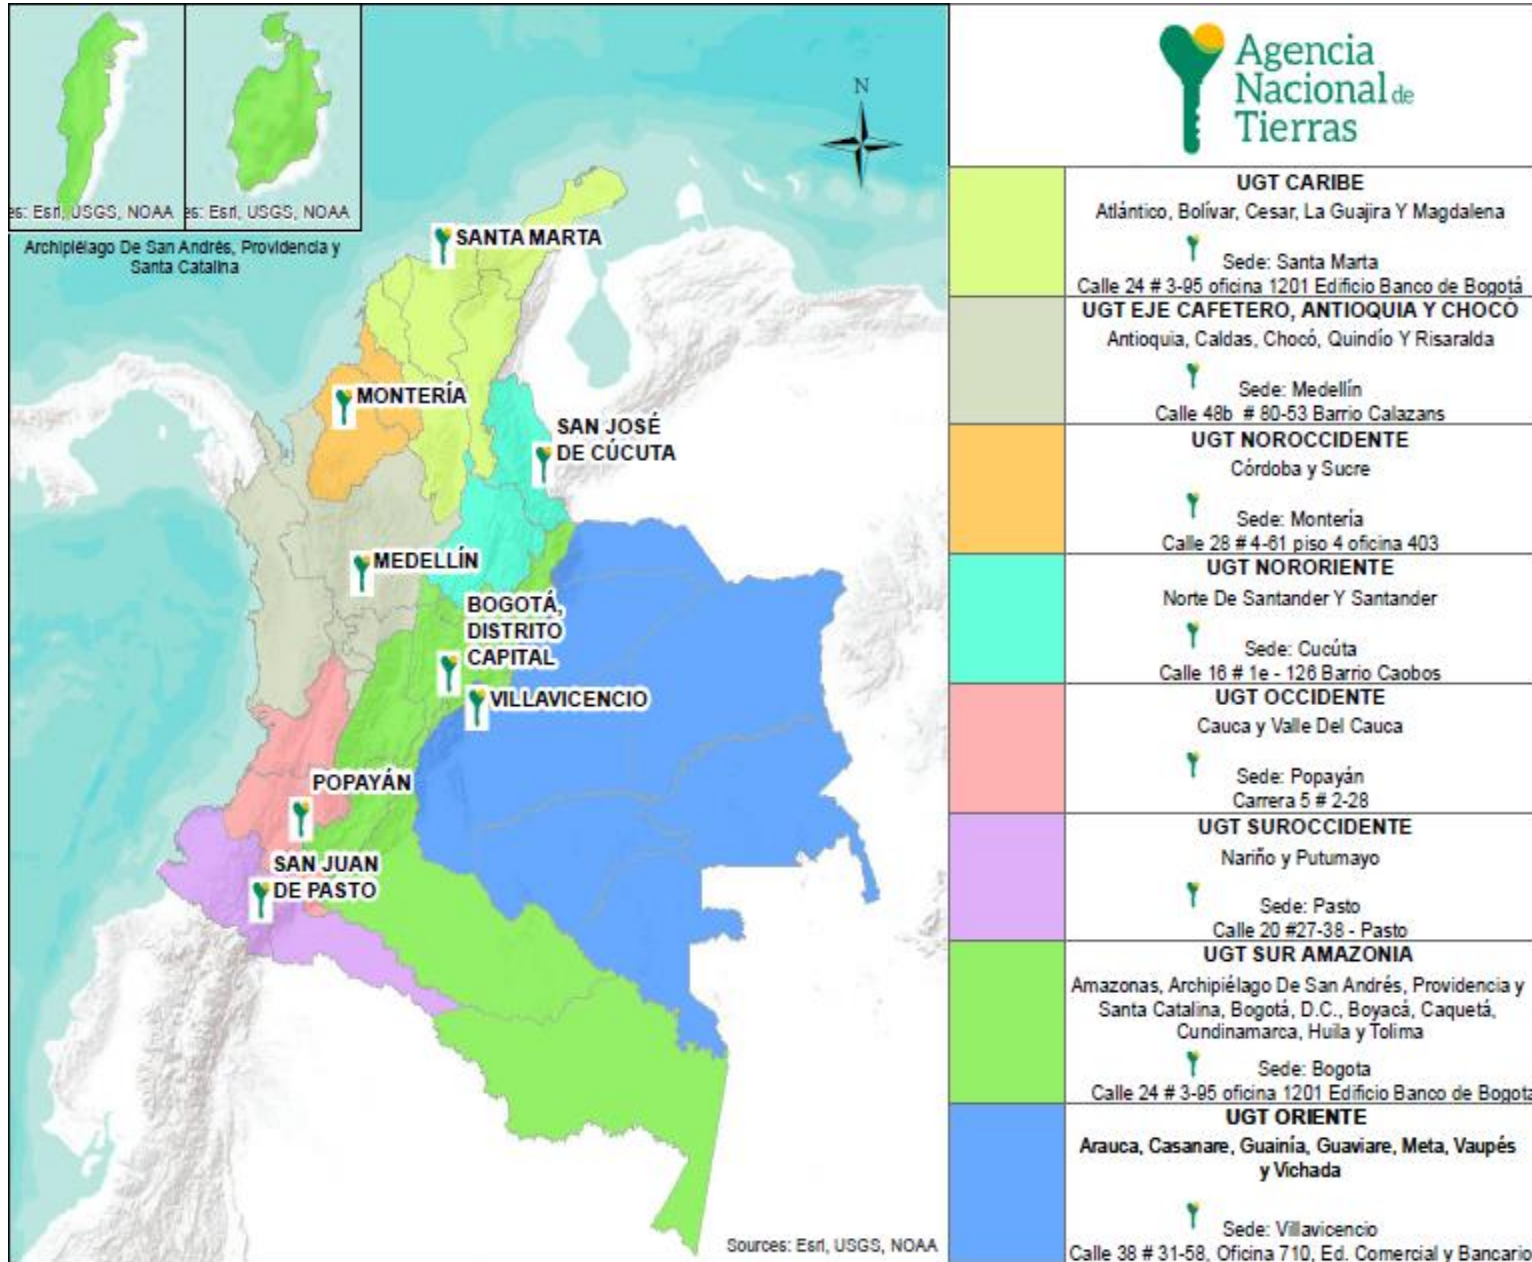 es: Esri, USGS, NOAA
es: Esri, USGS, NOAA
Archipiélago De San Andrés, Providencia y
Santa Catalina
N
SANTA MARTA
MONTERÍA
SAN JOSÉ
DE CÚCUTA
MEDELLÍN
BOGOTÁ,
DISTRITO
CAPITAL
VILLAVICENCIO
POPAYÁN
SAN JUAN
DE PASTO
Sources: Esri, USGS, NOAA
Agencia
Nacional de
Tierras
UGT CARIBE
Atlántico, Bolívar, Cesar, La Guajira Y Magdalena
Sede: Santa Marta
Calle 24 # 3-95 oficina 1201 Edificio Banco de Bogotá
UGT EJE CAFETERO, ANTIOQUIA Y CHOCÓ
Antioquia, Caldas, Chocó, Quindío Y Risaralda
Sede: Medellín
Calle 48b # 80-53 Barrio Calazans
UGT NOROCCIDENTE
Córdoba y Sucre
Sede: Montería
Calle 28 # 4-61 piso 4 oficina 403
UGT NORORIENTE
Norte De Santander Y Santander
Sede: Cucúta
Calle 16 # 1e - 126 Barrio Caobos
UGT OCCIDENTE
Cauca y Valle Del Cauca
Sede: Popayán
Carrera 5 # 2-28
UGT SUROCCIDENTE
Nariño y Putumayo
Sede: Pasto
Calle 20 #27-38 - Pasto
UGT SUR AMAZONIA
Amazonas, Archipiélago De San Andrés, Providencia y
Santa Catalina, Bogotá, D.C., Boyacá, Caquetá,
Cundinamarca, Huila y Tolima
Sede: Bogota
Calle 24 # 3-95 oficina 1201 Edificio Banco de Bogota
UGT ORIENTE
Arauca, Casanare, Guainía, Guaviare, Meta, Vaupés
y Vichada
Sede: Villavicencio
Calle 38 # 31-58, Oficina 710, Ed. Comercial y Bancario